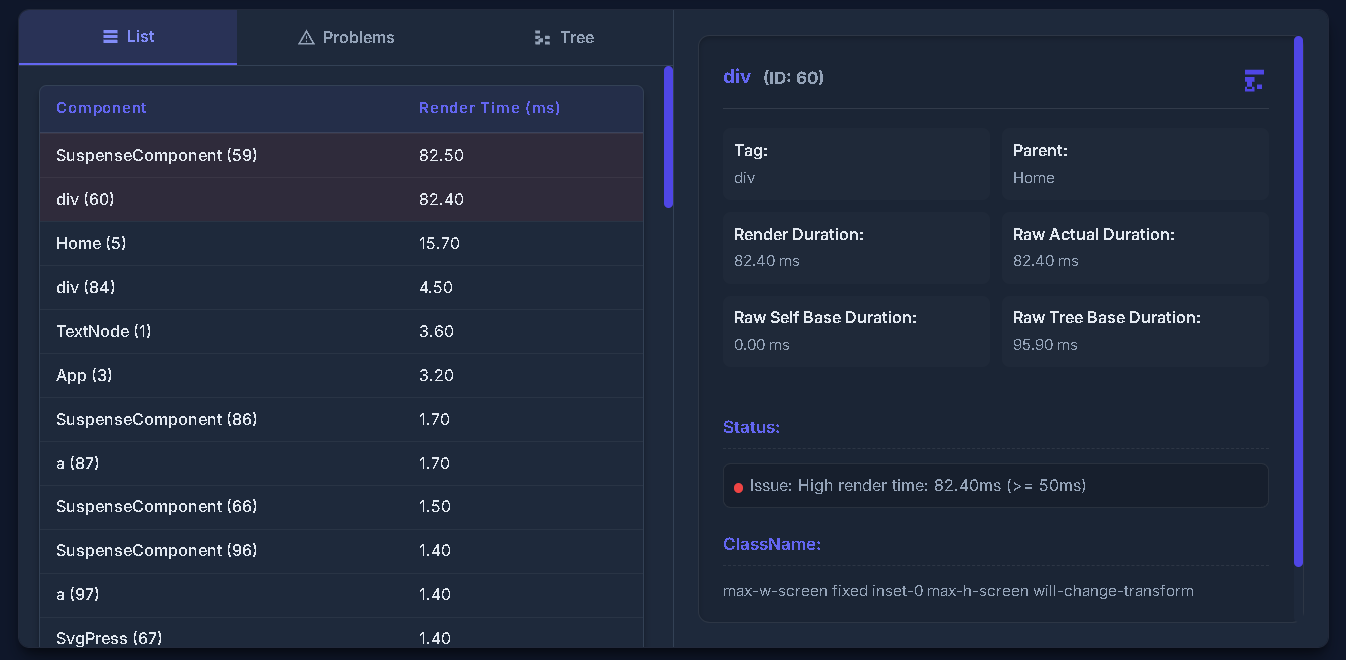 List
Problems
Tree
Component Render Time (ms)
SuspenseComponent (59) 82.50
div (60) 82.40
Home (5) 15.70
div (84) 4.50
TextNode (1) 3.60
App (3) 3.20
SuspenseComponent (86) 1.70
a (87) 1.70
SuspenseComponent (66) 1.50
SuspenseComponent (96) 1.40
a (97) 1.40
SvgPress (67) 1.40
div (ID: 60)
Tag:
div
Parent:
Home
Render Duration:
82.40 ms
Raw Actual Duration:
82.40 ms
Raw Self Base Duration:
0.00 ms
Raw Tree Base Duration:
95.90 ms
Status:
Issue: High render time: 82.40ms (>= 50ms)
ClassName:
max-w-screen fixed inset-0 max-h-screen will-change-transform